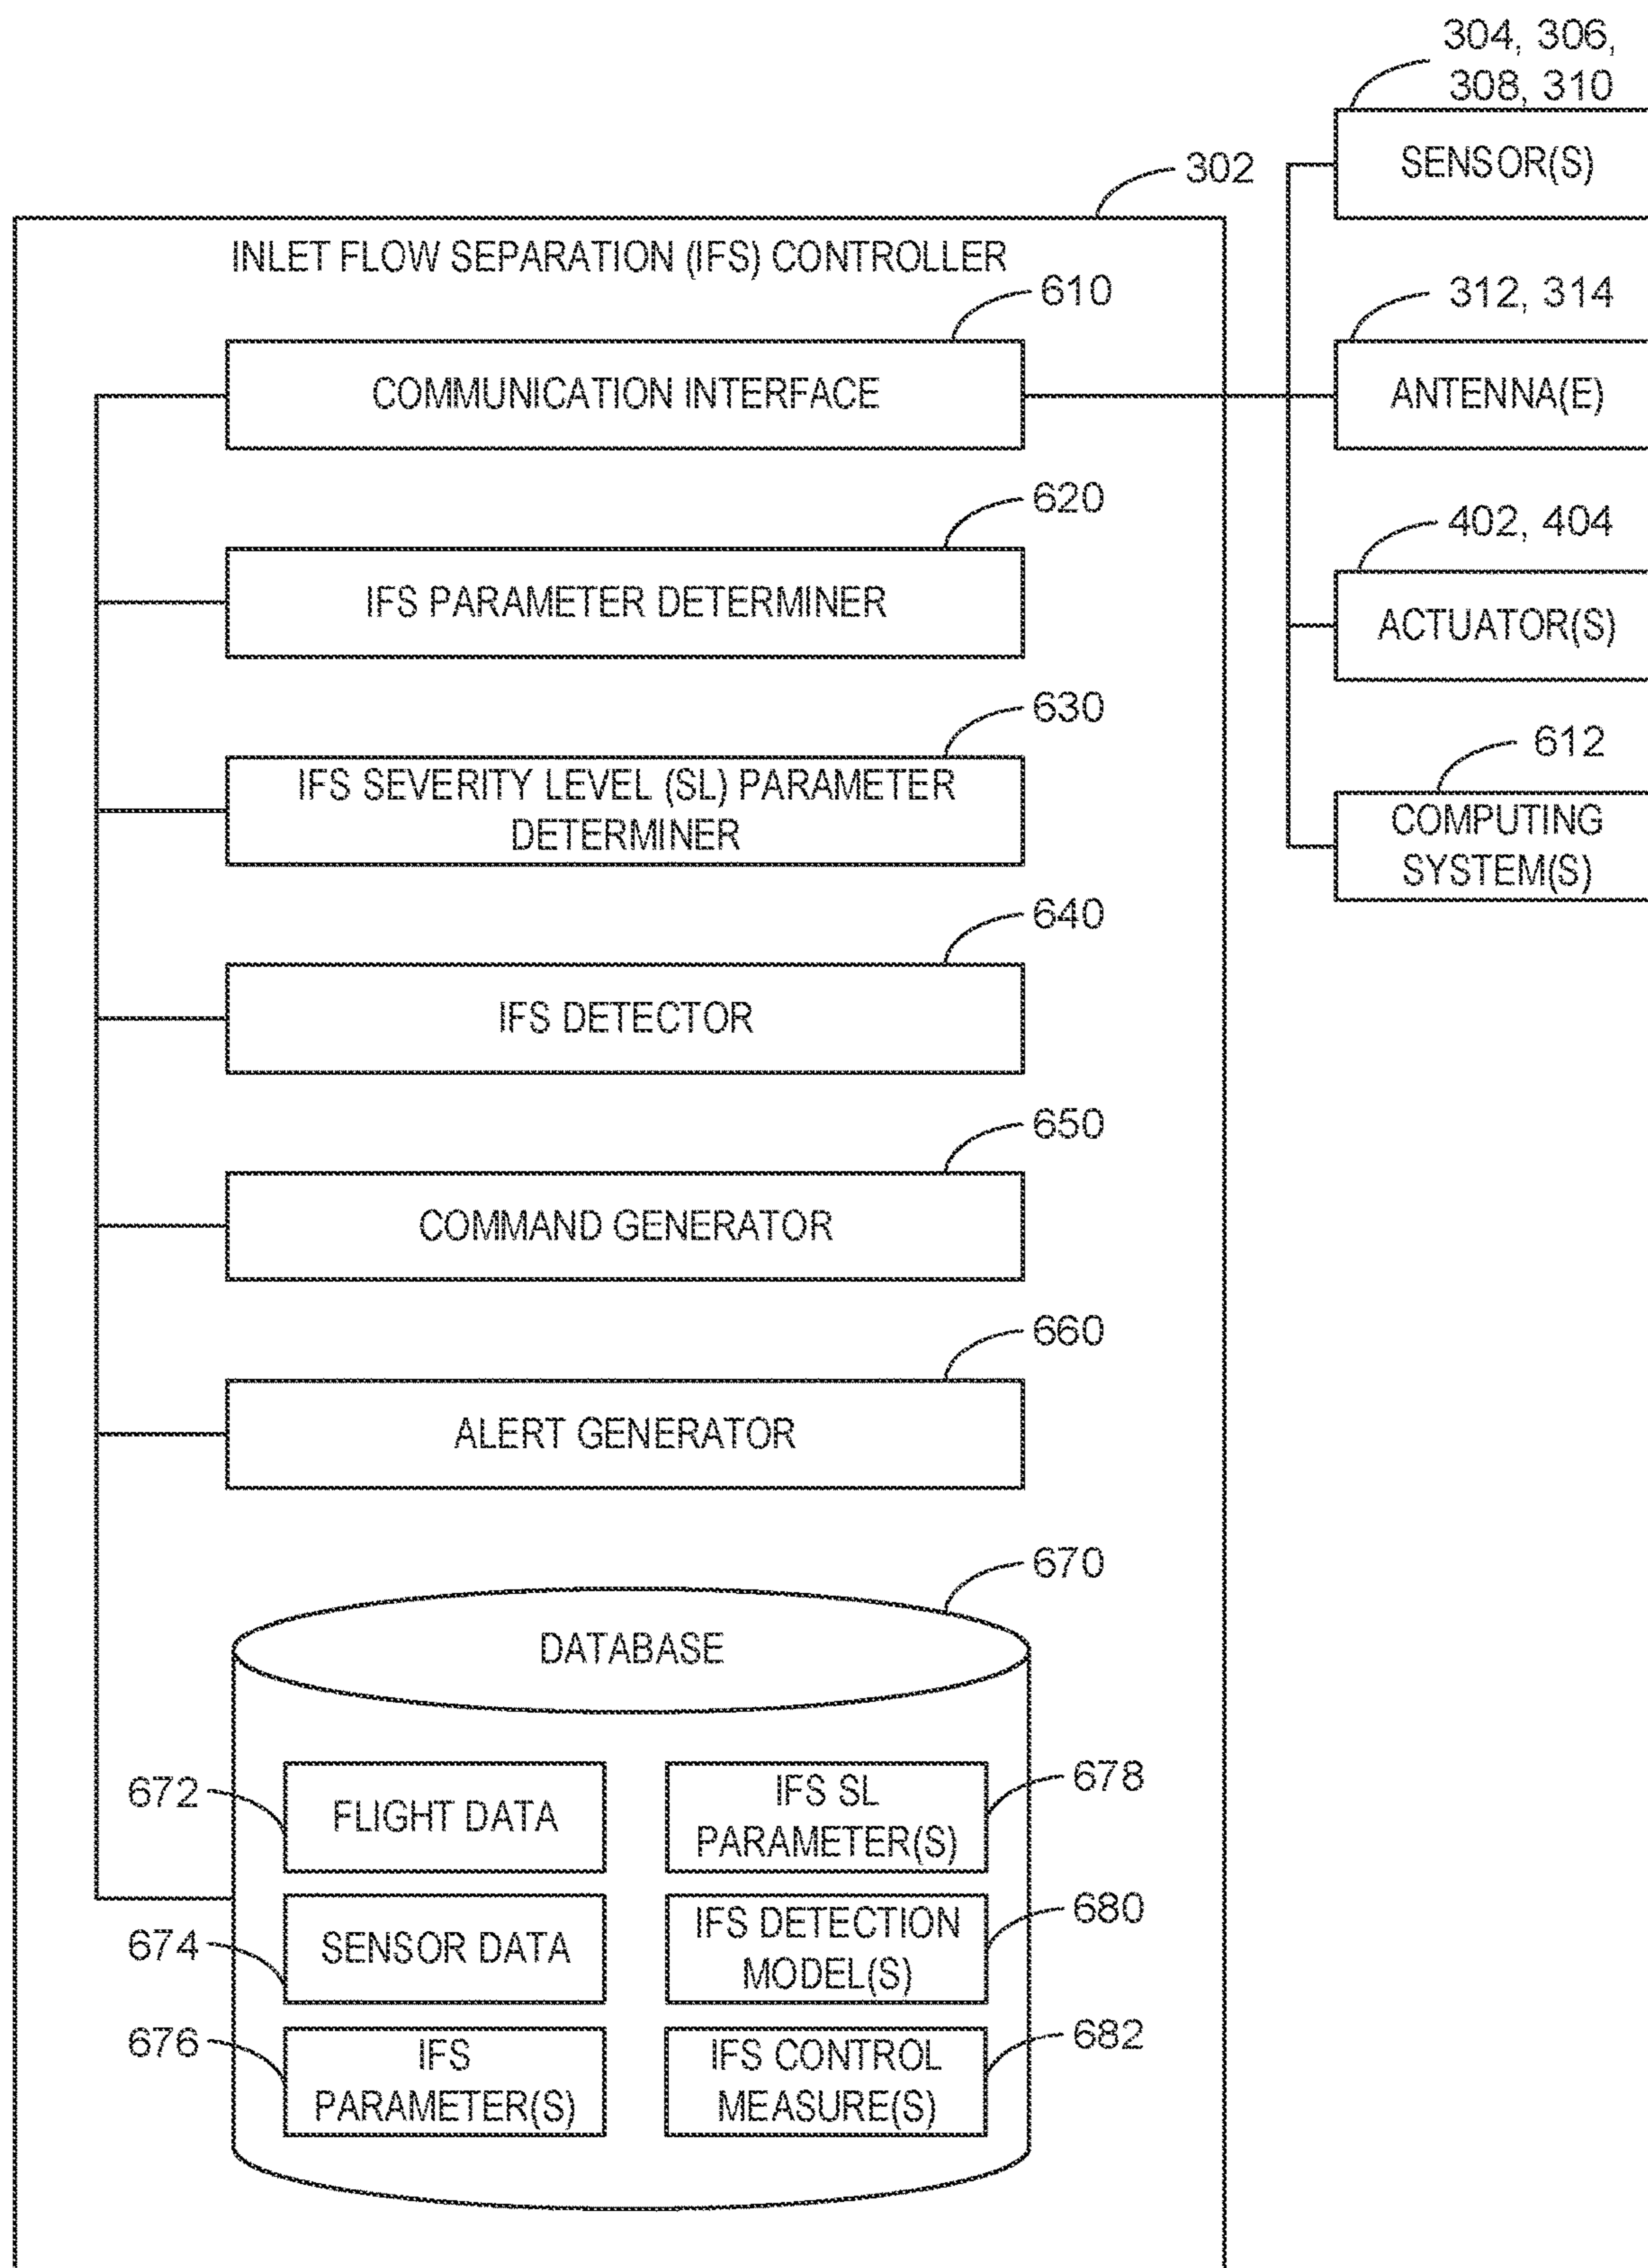 304, 306,
308, 310
SENSOR(S)
302
INLET FLOW SEPARATION (IFS) CONTROLLER
610
COMMUNICATION INTERFACE
312, 314
ANTENNA(E)
620
IFS PARAMETER DETERMINER
402, 404
ACTUATOR(S)
630
IFS SEVERITY LEVEL (SL) PARAMETER
DETERMINER
612
COMPUTING
SYSTEM(S)
640
IFS DETECTOR
650
COMMAND GENERATOR
660
ALERT GENERATOR
670
DATABASE
672
FLIGHT DATA
IFS SL
PARAMETER(S)
678
674
SENSOR DATA
IFS DETECTION
MODEL(S)
680
676
IFS
PARAMETER(S)
IFS CONTROL
MEASURE(S)
682